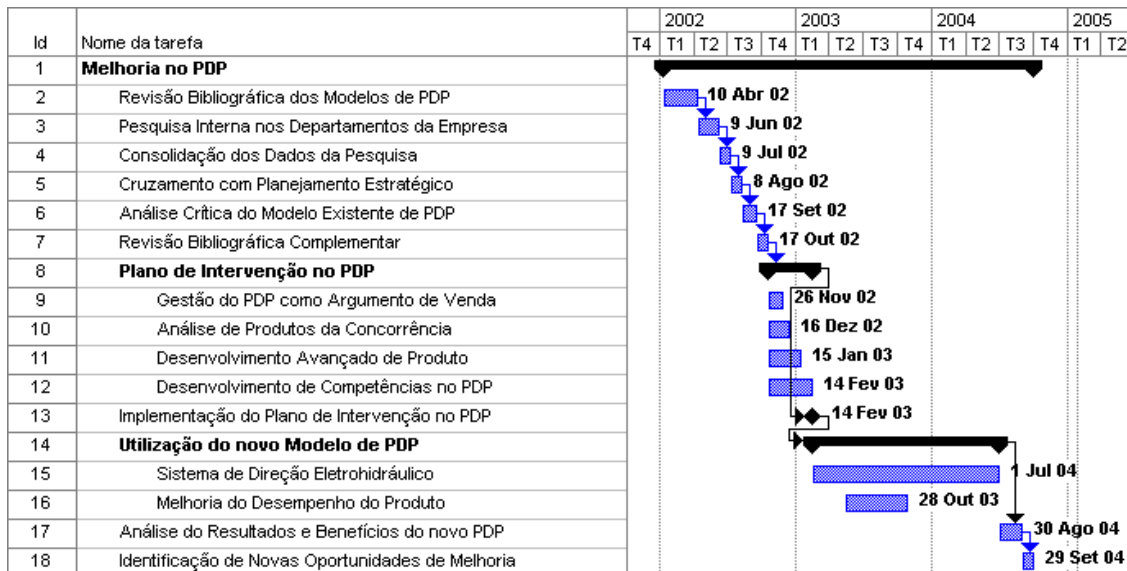 2002 2003 2004 2005
Id Nome da tarefa T4 T1 T2 T3 T4 T1 T2 T3 T4 T1 T2 T3 T4 T1 T2
1 Melhoria no PDP
2 Revisão Bibliográfica dos Modelos de PDP 10 Abr 02
3 Pesquisa Interna nos Departamentos da Empresa 9 Jun 02
4 Consolidação dos Dados da Pesquisa 9 Jul 02
5 Cruzamento com Planejamento Estratégico 8 Ago 02
6 Análise Crítica do Modelo Existente de PDP 17 Set 02
7 Revisão Bibliográfica Complementar 17 Out 02
8 Plano de Intervenção no PDP
9 Gestão do PDP como Argumento de Venda 26 Nov 02
10 Análise de Produtos da Concorrência 16 Dez 02
11 Desenvolvimento Avançado de Produto 15 Jan 03
12 Desenvolvimento de Competências no PDP 14 Fev 03
13 Implementação do Plano de Intervenção no PDP 14 Fev 03
14 Utilização do novo Modelo de PDP
15 Sistema de Direção Eletrohidráulico 1 Jul 04
16 Melhoria do Desempenho do Produto 28 Out 03
17 Análise do Resultados e Benefícios do novo PDP 30 Ago 04
18 Identificação de Novas Oportunidades de Melhoria 29 Set 04